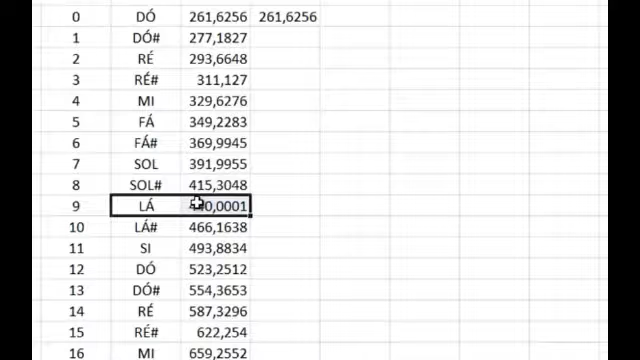 0 DÓ 261,6256 261,6256
1 DÓ# 277,1827
2 RÉ 293,6648
3 RÉ# 311,127
4 MI 329,6276
5 FÁ 349,2283
6 FÁ# 369,9945
7 SOL 391,9955
8 SOL# 415,3048
9 LÁ 440,0001
10 LÁ# 466,1638
11 SI 493,8834
12 DÓ 523,2512
13 DÓ# 554,3653
14 RÉ 587,3296
15 RÉ# 622,254
16 MI 659,2552